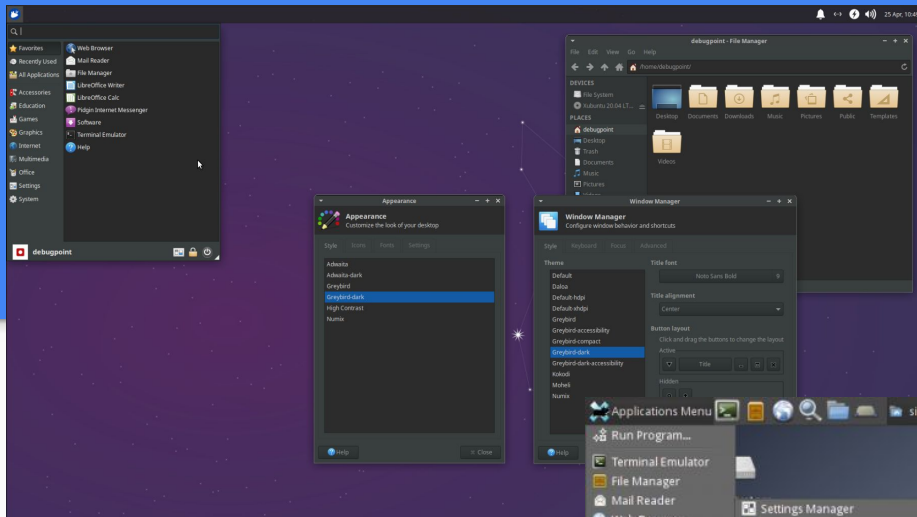 25 Apr, 10:4
Favorites
Recently Used
All Applications
Accessories
Education
Games
Graphics
Internet
Multimedia
Office
Settings
System
Web Browser
Mail Reader
File Manager
LibreOffice Writer
LibreOffice Calc
Pidgin Internet Messenger
Software
Terminal Emulator
Help
debugpoint
debugpoint - File Manager
File Edit View Go Help
/home/debugpoint/
DEVICES
File System
Xubuntu 20.04 LT...
PLACES
debugpoint
Desktop
Trash
Documents
Music
Pictures
Desktop Documents Downloads Music Pictures Public Templates
Videos
Appearance
Appearance
Customize the look of your desktop
Style Icons Fonts Settings
Adwaita
Adwaita-dark
Greybird
Greybird-dark
High Contrast
Numix
Help Close
Window Manager
Window Manager
Configure window behavior and shortcuts
Style Keyboard Focus Advanced
Theme
Default
Daloa
Default-hdpi
Default-xhdpi
Greybird
Greybird-accessibility
Greybird-compact
Greybird-dark
Greybird-dark-accessibility
Kokodi
Moheli
Numix
Title font
Noto Sans Bold
Title alignment
Center
Button layout
Click and drag the buttons to change the layout
Active
Title
Hidden
Help
Applications Menu
Run Program...
Terminal Emulator
File Manager
Mail Reader
Settings Manager